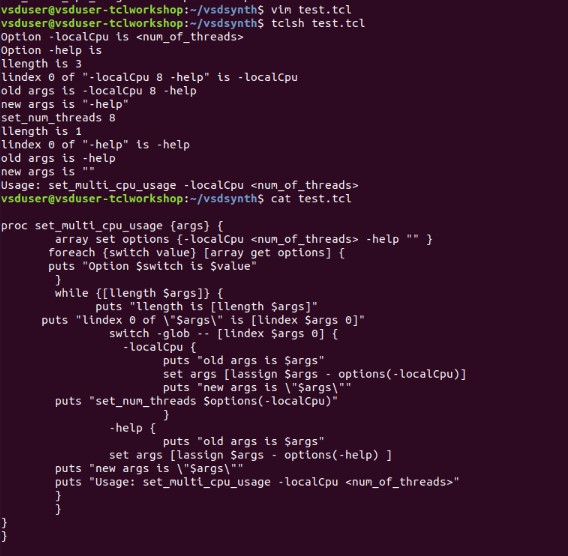 vsduser@vsduser-tclworkshop:~/vsdsynth$ vim test.tcl
vsduser@vsduser-tclworkshop:~/vsdsynth$ tclsh test.tcl
Option -localCpu is <num_of_threads>
Option -help is
llength is 3
lindex 0 of "-localCpu 8 -help" is -localCpu
old args is -localCpu 8 -help
new args is "-help"
set_num_threads 8
llength is 1
lindex 0 of "-help" is -help
old args is -help
new args is ""
Usage: set_multi_cpu_usage -localCpu <num_of_threads>
vsduser@vsduser-tclworkshop:~/vsdsynth$ cat test.tcl

proc set_multi_cpu_usage {args} {
        array set options {-localCpu <num_of_threads> -help "" }
       foreach {switch value} [array get options] {
       puts "Option $switch is $value"
        }
        while {[llength $args]} {
              puts "llength is [llength $args]"
      puts "lindex 0 of \"$args\" is [lindex $args 0]"
                switch -glob -- [lindex $args 0] {
                  -localCpu {
                        puts "old args is $args"
                        set args [lassign $args - options(-localCpu)]
                        puts "new args is \"$args\""
        puts "set_num_threads $options(-localCpu)"
                        }
                -help {
                        puts "old args is $args"
                set args [lassign $args - options(-help) ]
        puts "new args is \"$args\""
        puts "Usage: set_multi_cpu_usage -localCpu <num_of_threads>"
        }
        }
}
}